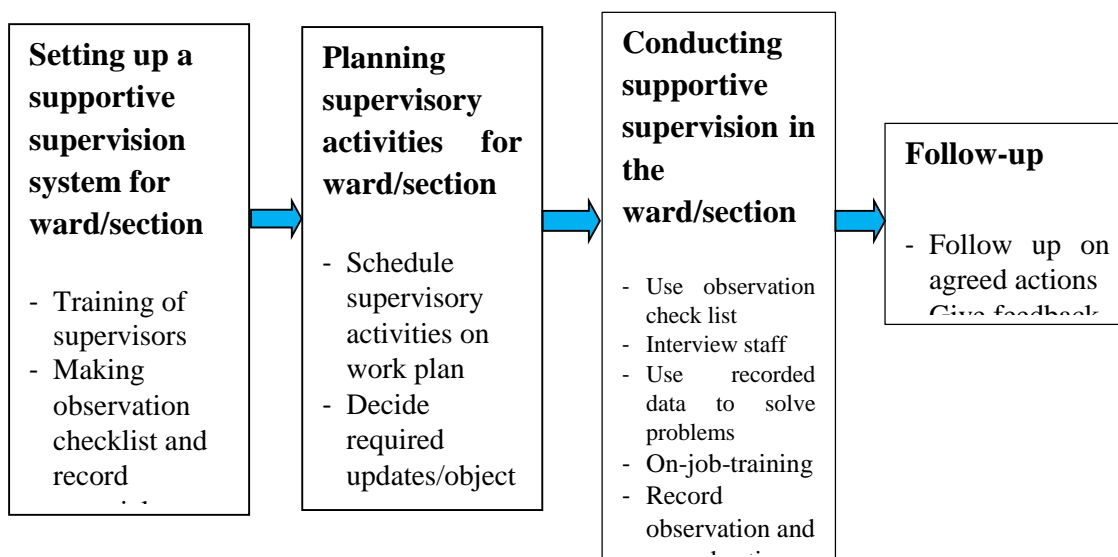 Setting up a
supportive
supervision
system for
ward/section
- Training of
supervisors
- Making
observation
checklist and
record
Planning
supervisory
activities for
ward/section
- Schedule
supervisory
activities on
work plan
- Decide
required
updates/object
Conducting
supportive
supervision in
the
ward/section
- Use observation
check list
- Interview staff
- Use recorded
data to solve
problems
- On-job-training
- Record
observation and
Follow-up
- Follow up on
agreed actions
Give feedback